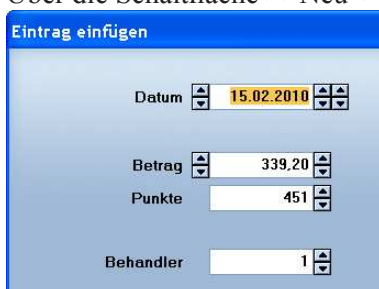 Über die Schaltfläche Neu
Eintrag einfügen
Datum 15.02.2010
Betrag 339,20
Punkte 451
Behandler 1